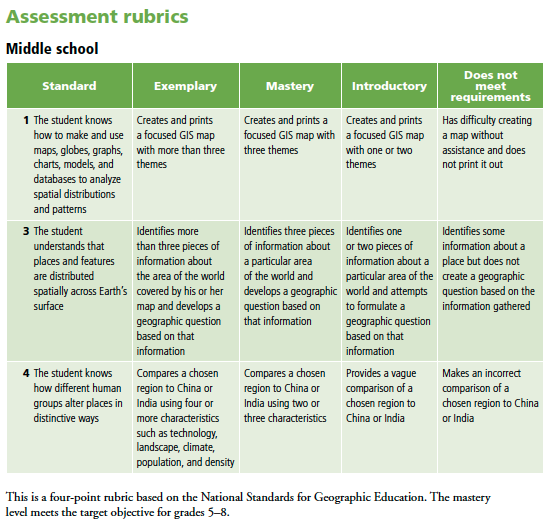 Assessment rubrics
Middle school
Standard
Exemplary
Mastery
Introductory
Does not
meet
requirements
1 The student knows
how to make and use
maps, globes, graphs,
charts, models, and
databases to analyze
spatial distributions
and patterns
Creates and prints
a focused GIS map
with more than three
themes
Creates and prints a
focused GIS map with
three themes
Creates and prints
a focused GIS map
with one or two
themes
Has difficulty creating
a map without
assistance and does
not print it out
3 The student
understands that
places and features
are distributed
spatially across Earth's
surface
Identifies more
than three pieces of
information about
the area of the world
covered by his or her
map and develops a
geographic question
based on that
information
Identifies three pieces
of information about
a particular area
of the world and
develops a geographic
question based on
that information
Identifies one
or two pieces of
information about a
particular area of the
world and attempts
to formulate a
geographic question
based on that
information
Identifies some
information about a
place but does not
create a geographic
question based on the
information gathered
4 The student knows
how different human
groups alter places in
distinctive ways
Compares a chosen
region to China or
India using four or
more characteristics
such as technology,
landscape, climate,
population, and density
Compares a chosen
region to China or
India using two or
three characteristics
Provides a vague
comparison of a
chosen region to
China or India
Makes an incorrect
comparison of a
chosen region to China
or India
This is a four-point rubric based on the National Standards for Geographic Education. The mastery
level meets the target objective for grades 5–8.